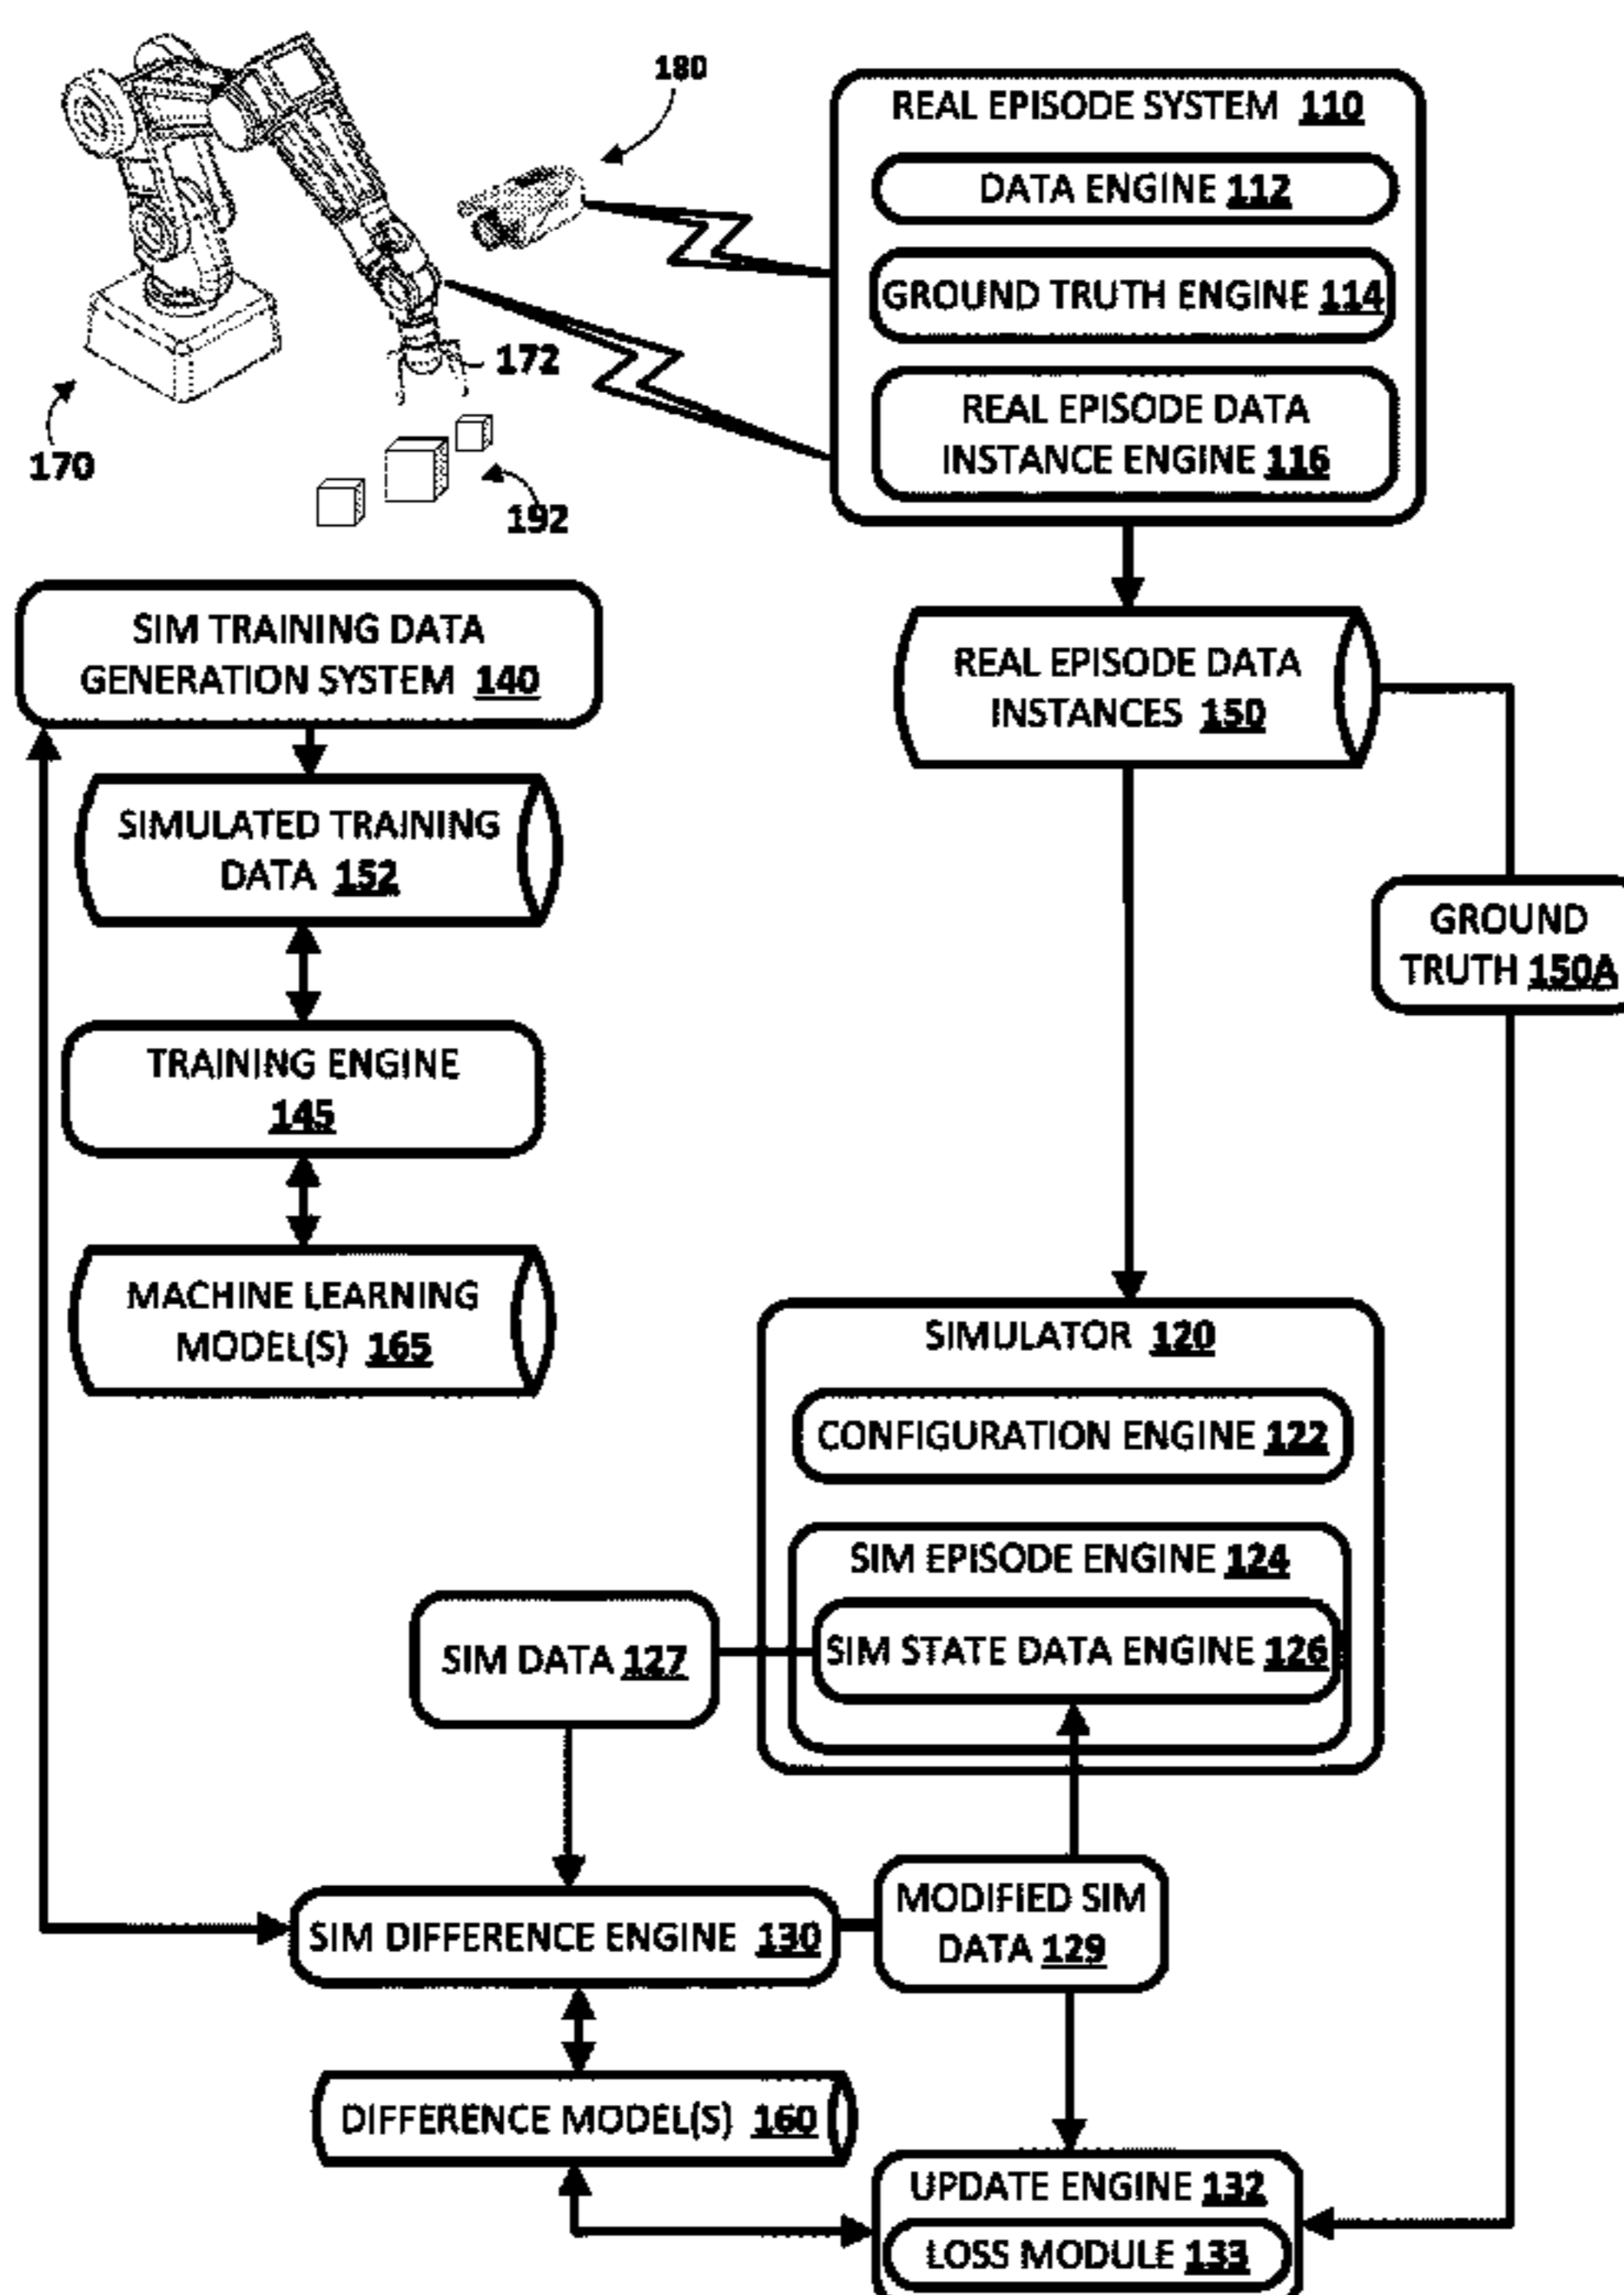 180
REAL EPISODE SYSTEM 110
DATA ENGINE 112
GROUND TRUTH ENGINE 114
172
REAL EPISODE DATA
INSTANCE ENGINE 116
170
192
SIM TRAINING DATA
GENERATION SYSTEM 140
REAL EPISODE DATA
INSTANCES 150
SIMULATED TRAINING
DATA 152
GROUND
TRUTH 150A
TRAINING ENGINE
145
MACHINE LEARNING
MODEL(S) 165
SIMULATOR 120
CONFIGURATION ENGINE 122
SIM EPISODE ENGINE 124
SIM STATE DATA ENGINE 126
SIM DATA 127
MODIFIED SIM
DATA 129
SIM DIFFERENCE ENGINE 130
DIFFERENCE MODEL(S) 160
UPDATE ENGINE 132
LOSS MODULE 133